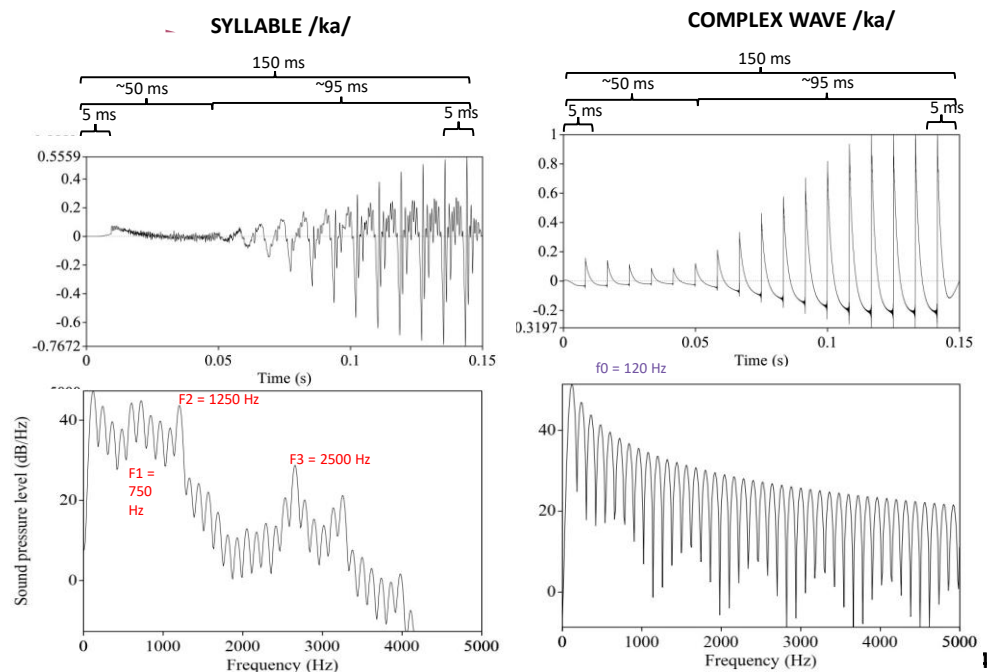 SYLLABLE /ka/
150 ms
~50 ms
~95 ms
5 ms
5 ms
0.5559
0.4
0.2
0
-0.2
-0.4
-0.6
-0.7672
0
0.05
0.1
0.15
Time (s)
Sound pressure level (dB/Hz)
40
20
0
F1 =
750
Hz
F2 = 1250 Hz
F3 = 2500 Hz
0
1000
2000
3000
4000
5000
Frequency (Hz)
COMPLEX WAVE /ka/
150 ms
~50 ms
~95 ms
5 ms
5 ms
1
0.8
0.6
0.4
0.2
0
-0.2
0.3197
0
0.05
0.1
0.15
Time (s)
f0 = 120 Hz
40
20
0
0
1000
2000
3000
4000
5000
Frequency (Hz)